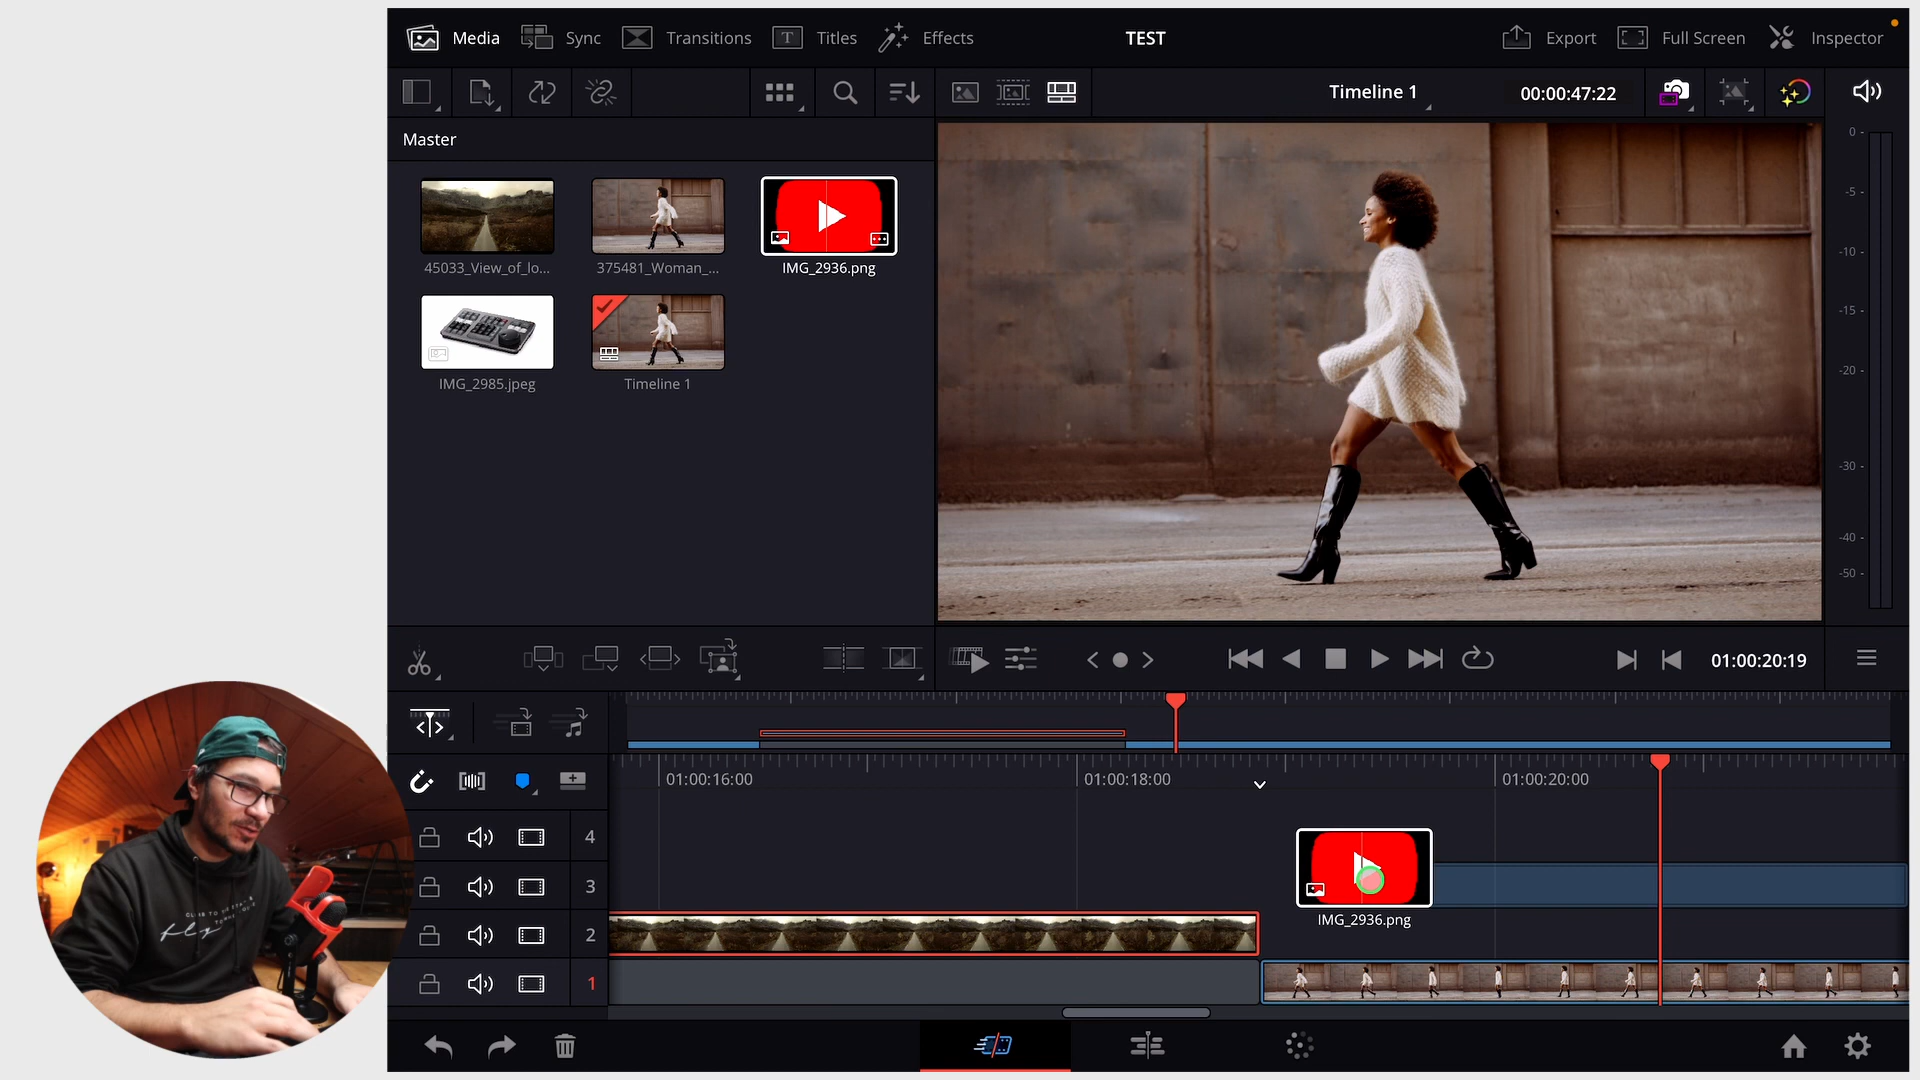 Media Sync Transitions Titles Effects TEST Export Full Screen Inspector
Timeline 1 00:00:47:22
Master
0 -
-5 -
-10 -
-15 -
-20 -
-30 -
-40 -
-50 -
45033_View_of_lo... 375481_Woman_... IMG_2936.png
IMG_2985.jpeg Timeline 1
01:00:20:19
01:00:16:00 01:00:18:00 01:00:20:00
4
3
IMG_2936.png
2
1
fly